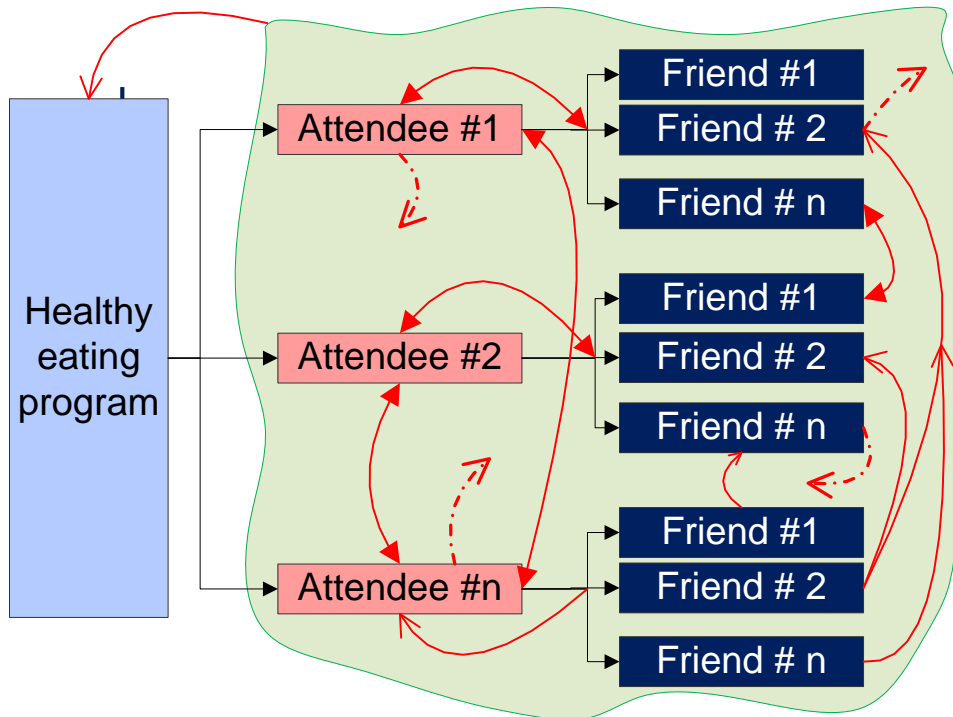 Healthy
eating
program
Attendee #1
Friend #1
Friend # 2
Friend # n
Attendee #2
Friend #1
Friend # 2
Friend # n
Attendee #n
Friend #1
Friend # 2
Friend # n